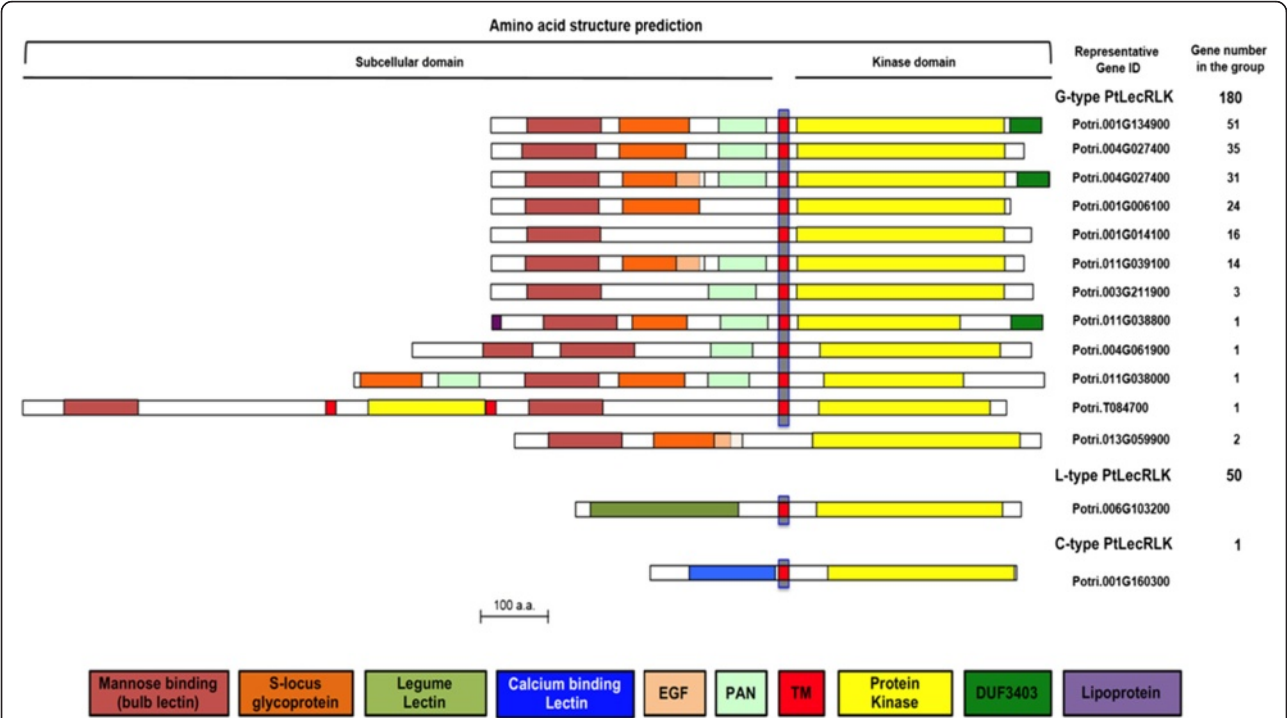 Amino acid structure prediction
Subcellular domain
Kinase domain
Representative
Gene ID
Gene number
in the group
G-type PtLecRLK 180
Potri.001G134900 51
Potri.004G027400 35
Potri.004G027400 31
Potri.001G006100 24
Potri.001G014100 16
Potri.011G039100 14
Potri.003G211900 3
Potri.011G038800 1
Potri.004G061900 1
Potri.011G038000 1
Potri.T084700 1
Potri.013G059900 2
L-type PtLecRLK 50
Potri.006G103200
C-type PtLecRLK 1
Potri.001G160300
100 a.a.
Mannose binding
(bulb lectin)
S-locus
glycoprotein
Legume
Lectin
Calcium binding
Lectin
EGF
PAN
TM
Protein
Kinase
DUF3403
Lipoprotein